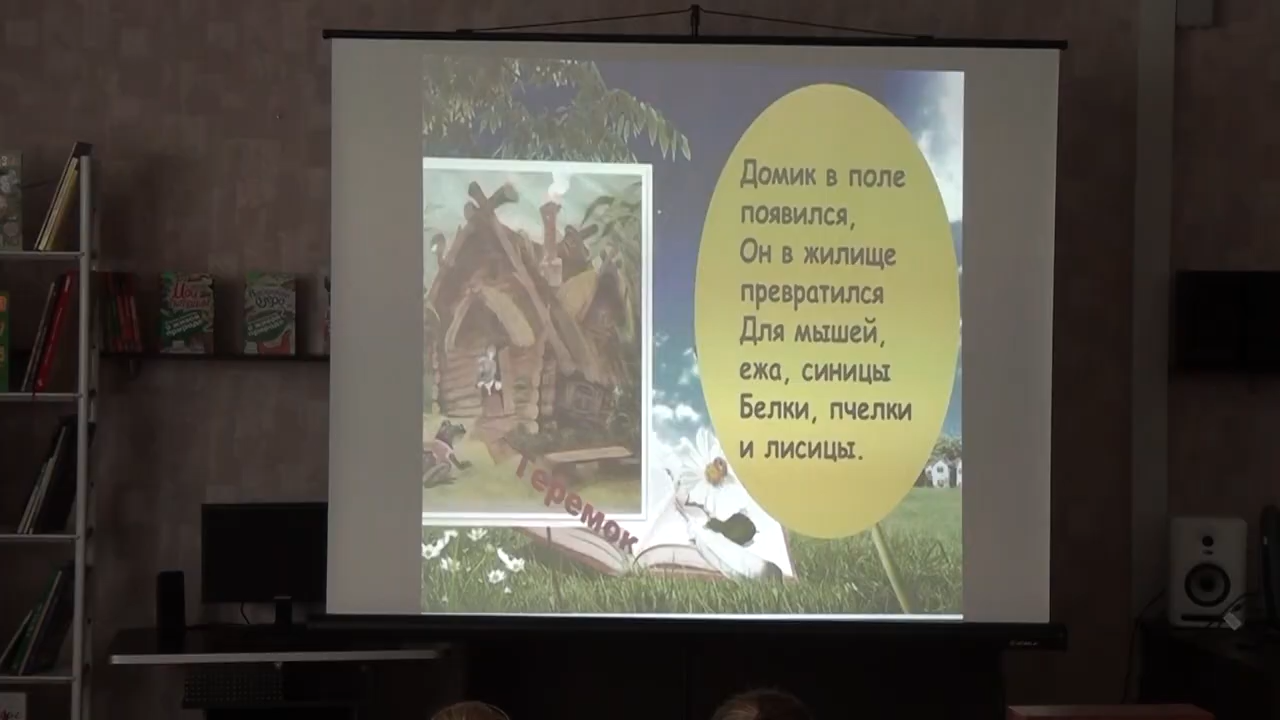 Домик в поле
появился,
Он в жилище
превратился
Для мышей,
ежа, синицы
Белки, пчелки
и лисицы.
Теремок